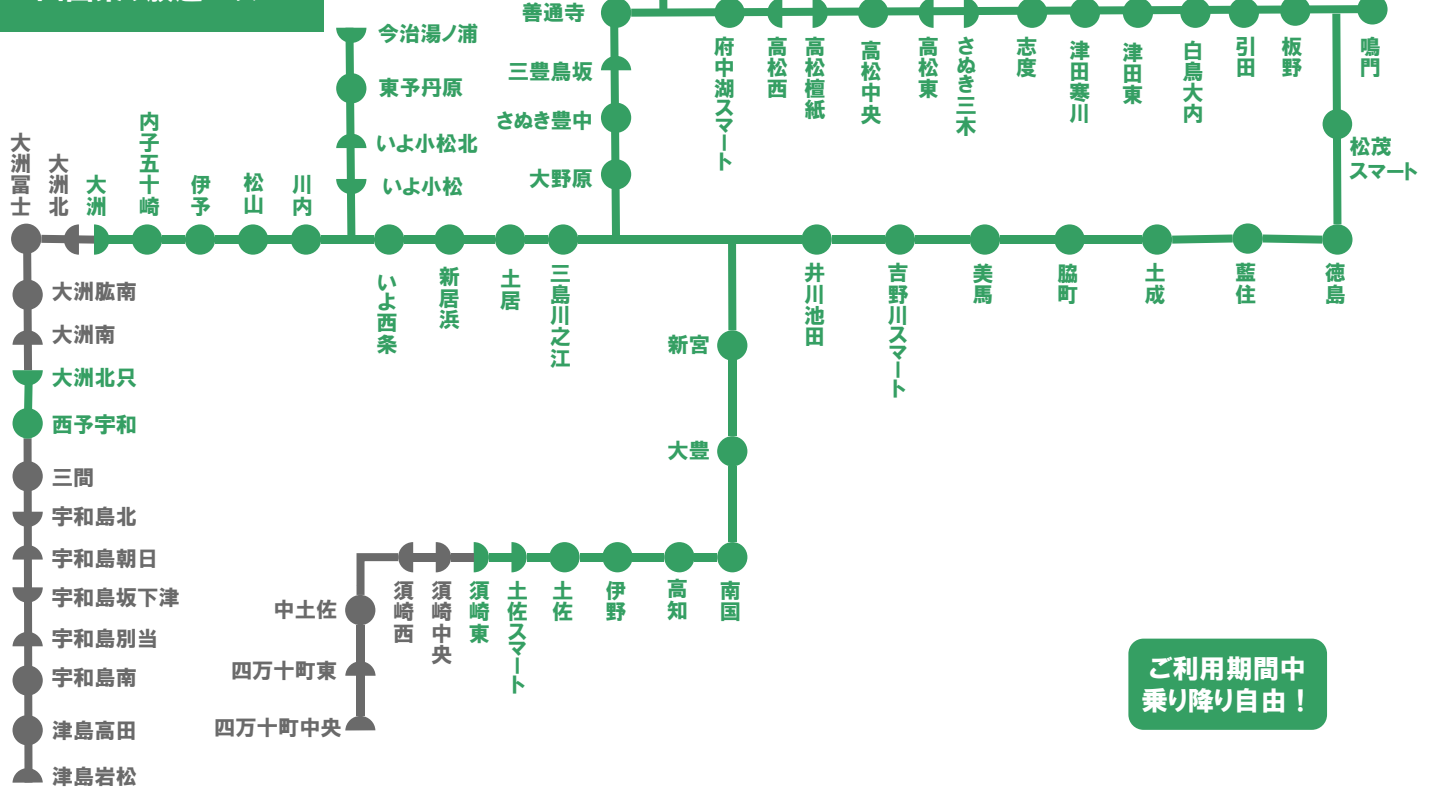 善通寺
今治湯ノ浦
東予丹原
いよ小松北
いよ小松
三豊鳥坂
さぬき豊中
大野原
府中湖スマート
高松西
高松檀紙
高松中央
高松東
さぬき三木
志度
津田寒川
津田東
白鳥大内
引田
板野
鳴門
松茂
スマート
大洲冨士
大洲北
大洲
内子五十崎
伊予
松山
川内
いよ西条
新居浜
土居
三島川之江
井川池田
吉野川スマート
美馬
脇町
土成
藍住
徳島
大洲肱南
大洲南
大洲北只
西予宇和
三間
宇和島北
宇和島朝日
宇和島坂下津
宇和島別当
宇和島南
津島高田
津島岩松
新宮
大豊
南国
高知
伊野
土佐
土佐スマート
須崎東
須崎中央
須崎西
中土佐
四万十町東
四万十町中央
ご利用期間中
乗り降り自由！